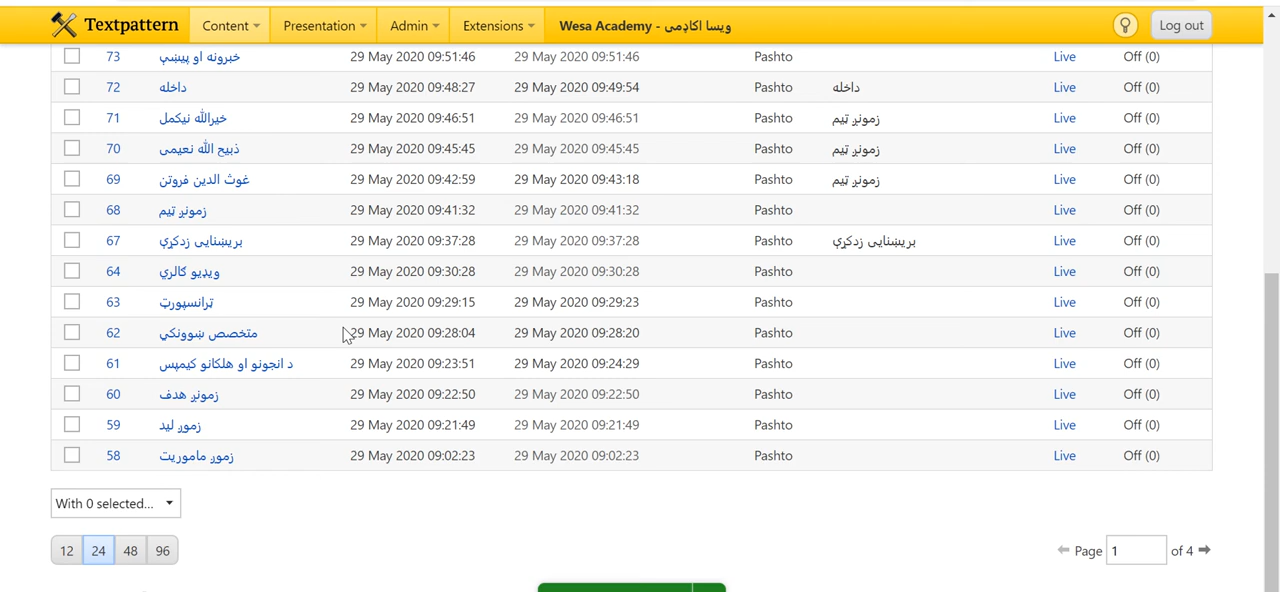 Textpattern Content Presentation Admin Extensions Wesa Academy - ویسا اکاډمی Log out
73 خبرونه او پیښې 29 May 2020 09:51:46 29 May 2020 09:51:46 Pashto Live Off (0)
72 داخله 29 May 2020 09:48:27 29 May 2020 09:49:54 Pashto داخله Live Off (0)
71 خیرالله نیکمل 29 May 2020 09:46:51 29 May 2020 09:46:51 Pashto زمونږ ټیم Live Off (0)
70 ذبیح الله نعیمی 29 May 2020 09:45:45 29 May 2020 09:45:45 Pashto زمونږ ټیم Live Off (0)
69 غوث الدین فروتن 29 May 2020 09:42:59 29 May 2020 09:43:18 Pashto زمونږ ټیم Live Off (0)
68 زمونږ ټیم 29 May 2020 09:41:32 29 May 2020 09:41:32 Pashto Live Off (0)
67 بریښنایی زدکړې 29 May 2020 09:37:28 29 May 2020 09:37:28 Pashto بریښنایی زدکړې Live Off (0)
64 ویډیو ګالري 29 May 2020 09:30:28 29 May 2020 09:30:28 Pashto Live Off (0)
63 ټرانسپورټ 29 May 2020 09:29:15 29 May 2020 09:29:23 Pashto Live Off (0)
62 متخصص ښوونکي 29 May 2020 09:28:04 29 May 2020 09:28:20 Pashto Live Off (0)
61 د انجونو او هلکانو کیمپس 29 May 2020 09:23:51 29 May 2020 09:24:29 Pashto Live Off (0)
60 زمونږ هدف 29 May 2020 09:22:50 29 May 2020 09:22:50 Pashto Live Off (0)
59 زموږ لید 29 May 2020 09:21:49 29 May 2020 09:21:49 Pashto Live Off (0)
58 زموږ ماموریت 29 May 2020 09:02:23 29 May 2020 09:02:23 Pashto Live Off (0)
With 0 selected...
12 24 48 96 Page 1 of 4